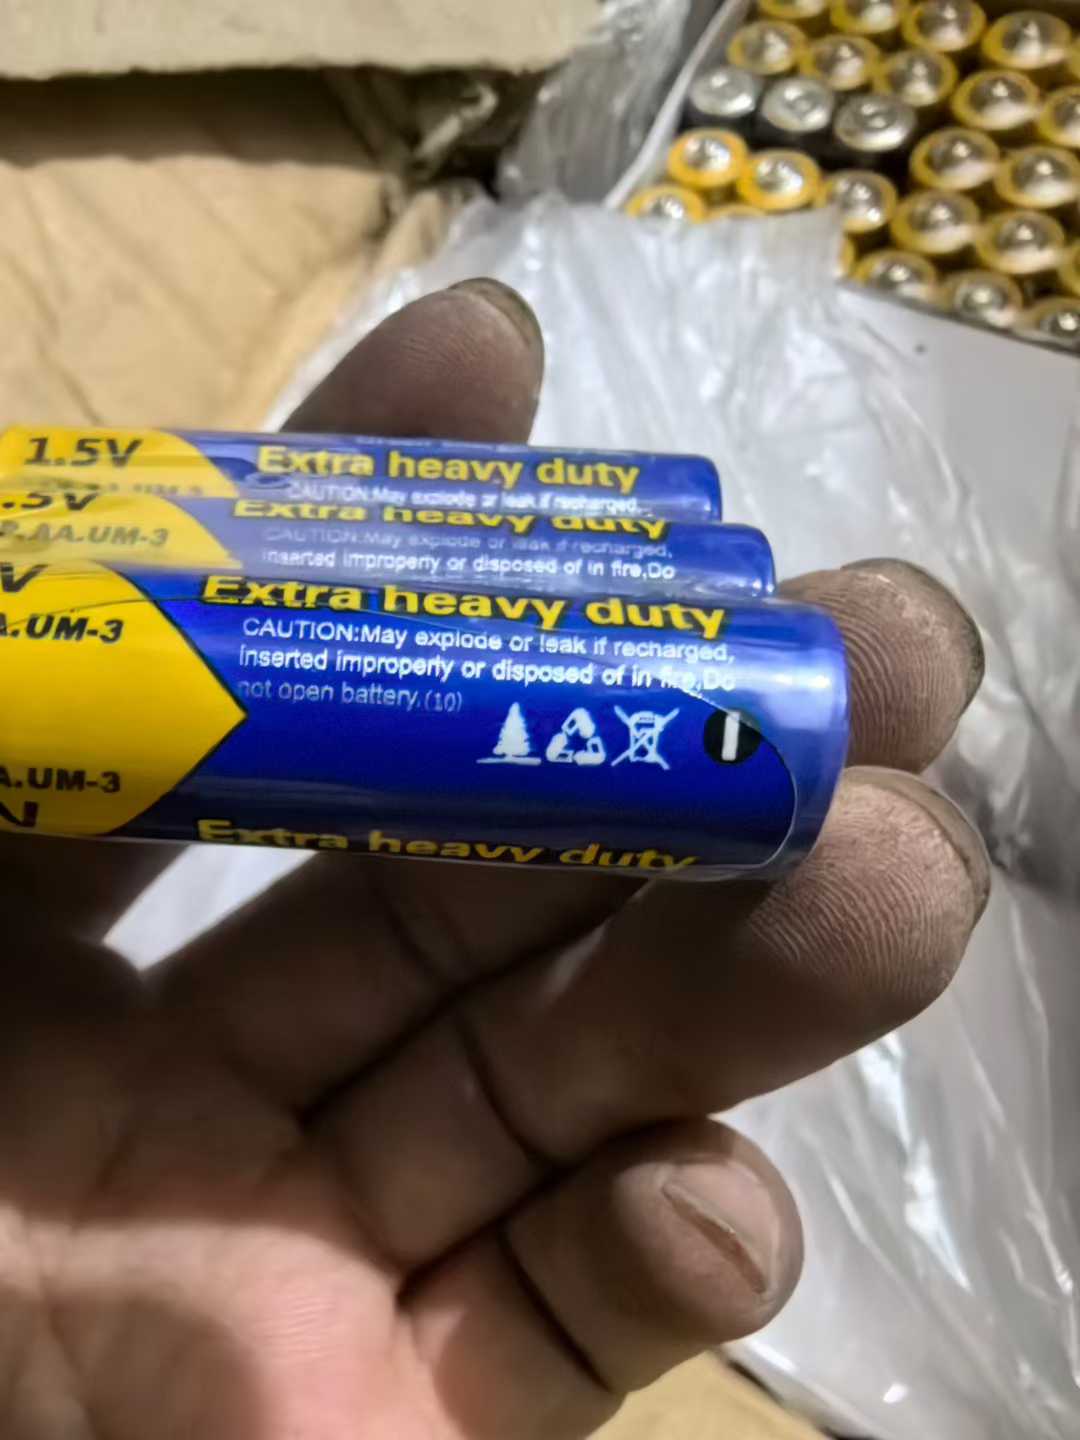 1.5V
Extra heavy duty
CAUTION:May explode or leak if recharged,
.5V
P.AA.UM-3
Extra heavy duty
CAUTION:May explode or leak if recharged,
Inserted improperly or disposed of in fire,Do
V
A.UM-3
Extra heavy duty
CAUTION:May explode or leak if recharged,
Inserted improperly or disposed of in fire,Do
not open battery.(10)
A.UM-3
Extra heavy duty